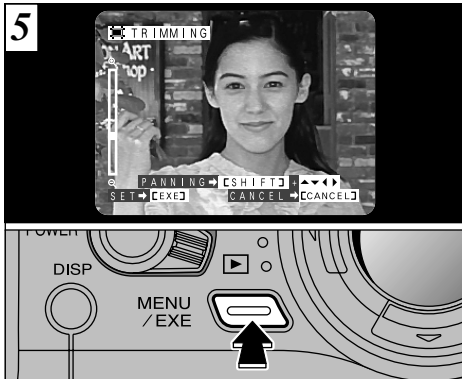 5
TRIMMING
ART
PANNING➡[SHIFT]+▲▼◀▶
SET➡[EXE] CANCEL➡[CANCEL]
POWER
DISP
MENU
/EXE